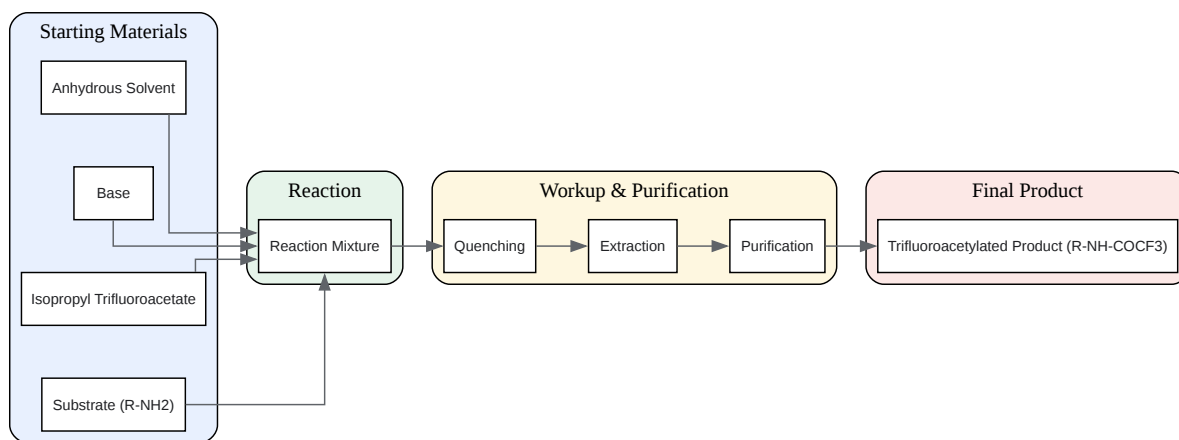 Starting Materials
Anhydrous Solvent
Base
Isopropyl Trifluoroacetate
Substrate (R-NH2)
Reaction
Reaction Mixture
Workup & Purification
Quenching
Extraction
Purification
Final Product
Trifluoroacetylated Product (R-NH-COCF3)